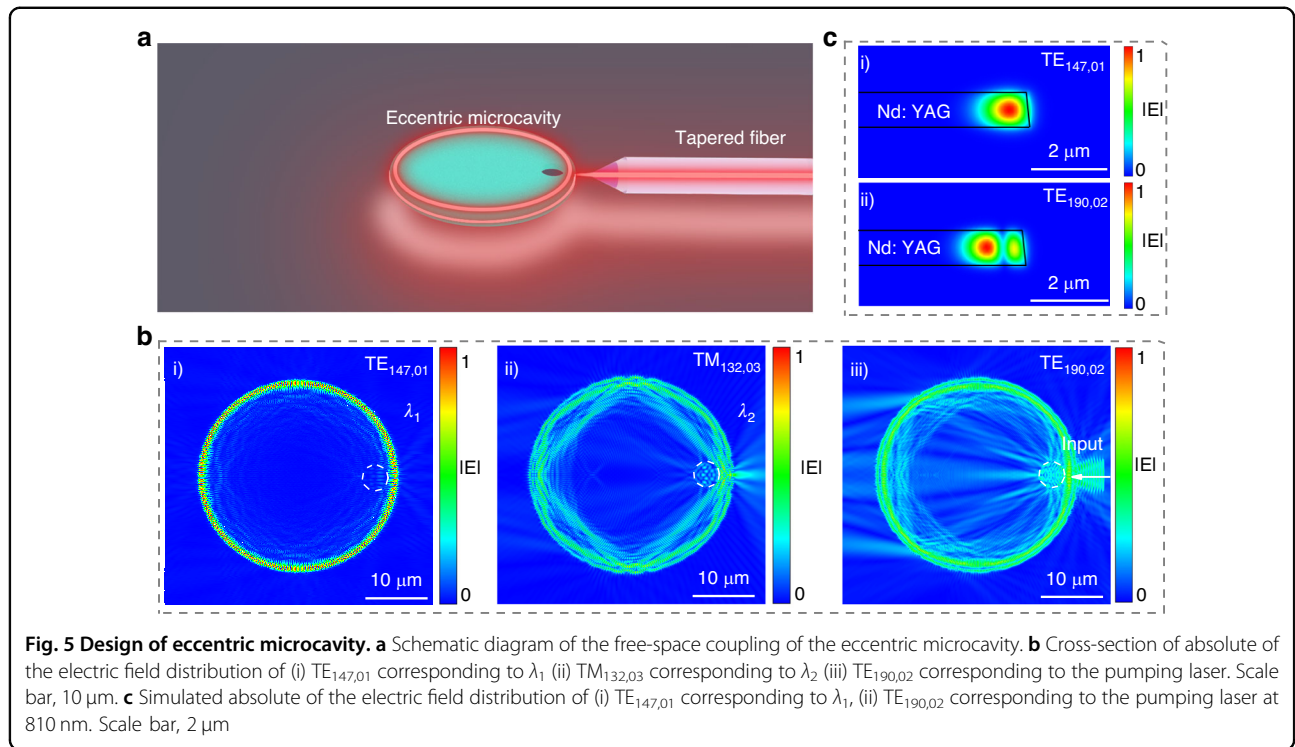 a
Eccentric microcavity
Tapered fiber
c
i)
TE147,01
Nd: YAG
2 μm
1
|E|
0
ii)
TE190,02
Nd: YAG
2 μm
1
|E|
0
b
i)
TE147,01
λ1
10 μm
1
|E|
0
ii)
TM132,03
λ2
10 μm
1
|E|
0
iii)
TE190,02
Input
10 μm
1
|E|
0
Fig. 5 Design of eccentric microcavity. a Schematic diagram of the free-space coupling of the eccentric microcavity. b Cross-section of absolute of
the electric field distribution of (i) TE147,01 corresponding to λ1 (ii) TM132,03 corresponding to λ2 (iii) TE190,02 corresponding to the pumping laser. Scale
bar, 10 μm. c Simulated absolute of the electric field distribution of (i) TE147,01 corresponding to λ1, (ii) TE190,02 corresponding to the pumping laser at
810 nm. Scale bar, 2 μm